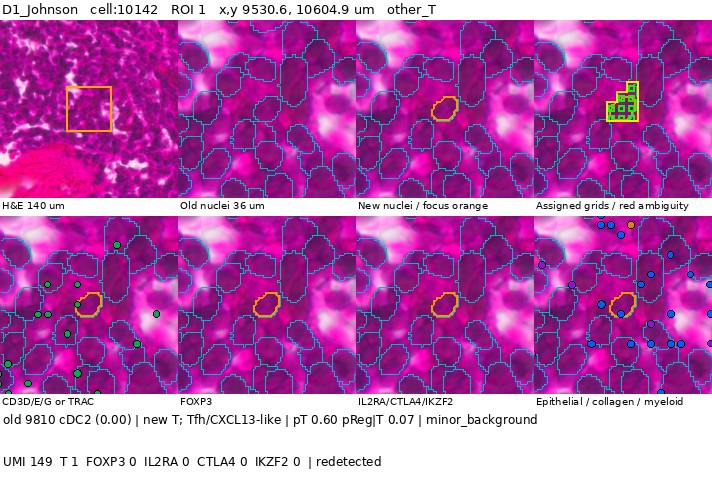 D1_Johnson cell:10142 ROI 1 x,y 9530.6, 10604.9 um other_T
H&E 140 um
Old nuclei 36 um
New nuclei / focus orange
Assigned grids / red ambiguity
CD3D/E/G or TRAC
FOXP3
IL2RA/CTLA4/IKZF2
Epithelial / collagen / myeloid
old 9810 cDC2 (0.00) | new T; Tfh/CXCL13-like | pT 0.60 pReg|T 0.07 | minor_background
UMI 149 T 1 FOXP3 0 IL2RA 0 CTLA4 0 IKZF2 0 | redetected